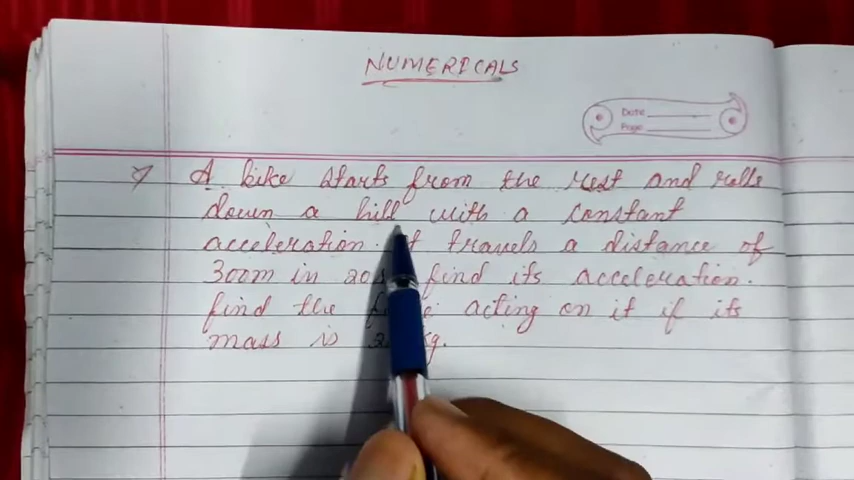 NUMERICALS
Date
Page
A bike starts from the rest and rolls
down a hill with a constant
acceleration. It travels a distance of
300m in 20s find its acceleration.
find the acting on it if its
mass is kg.